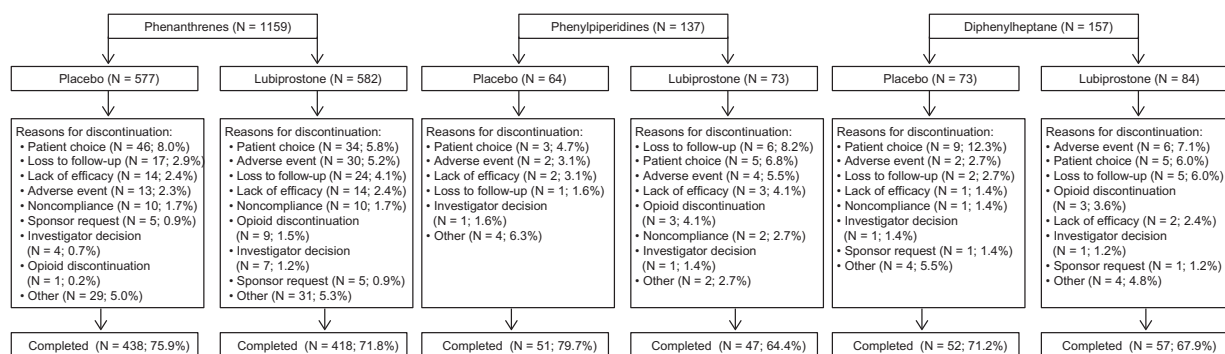 Phenanthrenes (N = 1159)
Placebo (N = 577)
Reasons for discontinuation:
• Patient choice (N = 46; 8.0%)
• Loss to follow-up (N = 17; 2.9%)
• Lack of efficacy (N = 14; 2.4%)
• Adverse event (N = 13; 2.3%)
• Noncompliance (N = 10; 1.7%)
• Sponsor request (N = 5; 0.9%)
• Investigator decision
(N = 4; 0.7%)
• Opioid discontinuation
(N = 1; 0.2%)
• Other (N = 29; 5.0%)
Completed (N = 438; 75.9%)
Lubiprostone (N = 582)
Reasons for discontinuation:
• Patient choice (N = 34; 5.8%)
• Adverse event (N = 30; 5.2%)
• Loss to follow-up (N = 24; 4.1%)
• Lack of efficacy (N = 14; 2.4%)
• Noncompliance (N = 10; 1.7%)
Opioid discontinuation
(N = 9; 1.5%)
• Investigator decision
(N = 7; 1.2%)
• Sponsor request (N = 5; 0.9%)
• Other (N = 31; 5.3%)
Completed (N = 418; 71.8%)
Phenylpiperidines (N = 137)
Placebo (N = 64)
Reasons for discontinuation:
• Patient choice (N = 3; 4.7%)
• Adverse event (N = 2; 3.1%)
• Lack of efficacy (N = 2; 3.1%)
• Loss to follow-up (N = 1; 1.6%)
• Investigator decision
(N = 1; 1.6%)
• Other (N = 4; 6.3%)
Completed (N = 51; 79.7%)
Lubiprostone (N = 73)
Reasons for discontinuation:
• Loss to follow-up (N = 6; 8.2%)
• Patient choice (N = 5; 6.8%)
• Adverse event (N = 4; 5.5%)
• Lack of efficacy (N = 3; 4.1%)
Opioid discontinuation
(N = 3; 4.1%)
• Noncompliance (N = 2; 2.7%)
• Investigator decision
(N = 1; 1.4%)
• Other (N = 2; 2.7%)
Completed (N = 47; 64.4%)
Diphenylheptane (N = 157)
Placebo (N = 73)
Reasons for discontinuation:
• Patient choice (N = 9; 12.3%)
• Adverse event (N = 2; 2.7%)
• Loss to follow-up (N = 2; 2.7%)
• Lack of efficacy (N = 1; 1.4%)
• Noncompliance (N = 1; 1.4%)
• Investigator decision
(N = 1; 1.4%)
• Sponsor request (N = 1; 1.4%)
• Other (N = 4; 5.5%)
Completed (N = 52; 71.2%)
Lubiprostone (N = 84)
Reasons for discontinuation:
• Adverse event (N = 6; 7.1%)
• Patient choice (N = 5; 6.0%)
• Loss to follow-up (N = 5; 6.0%)
Opioid discontinuation
(N = 3; 3.6%)
• Lack of efficacy (N = 2; 2.4%)
• Investigator decision
(N = 1; 1.2%)
• Sponsor request (N = 1; 1.2%)
• Other (N = 4; 4.8%)
Completed (N = 57; 67.9%)